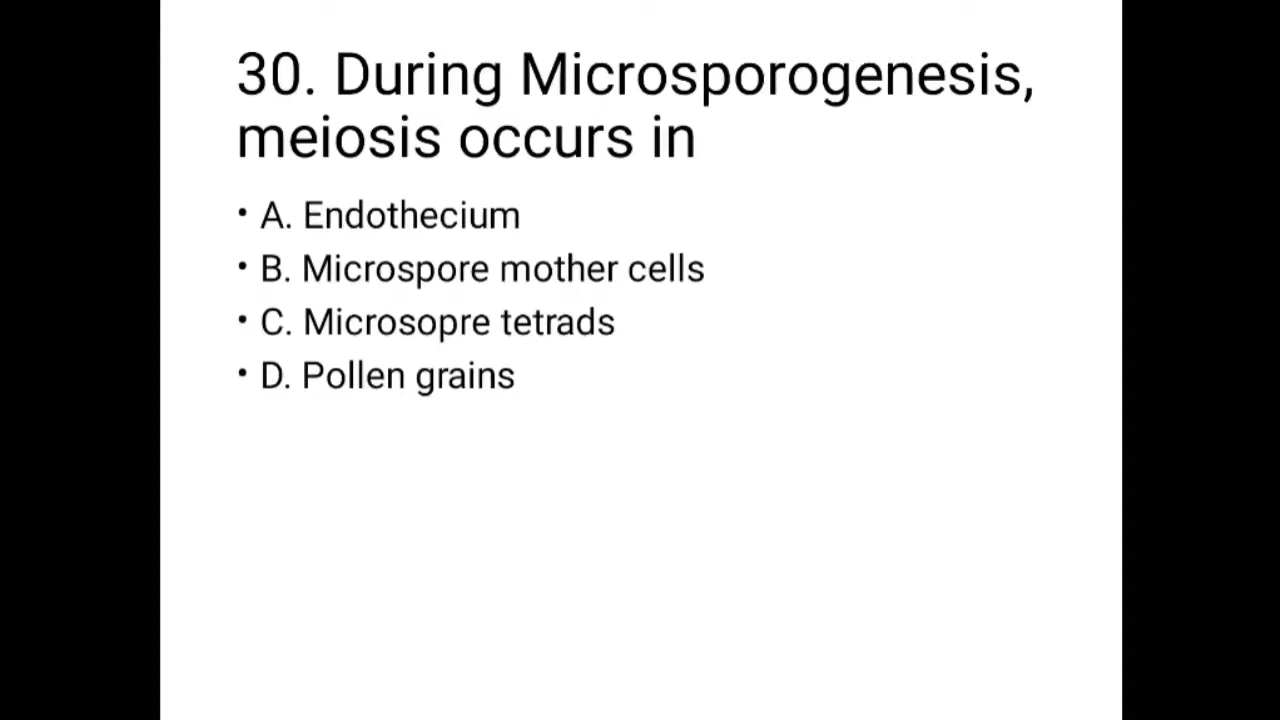 30. During Microsporogenesis,
meiosis occurs in
• A. Endothecium
• B. Microspore mother cells
• C. Microsopre tetrads
• D. Pollen grains